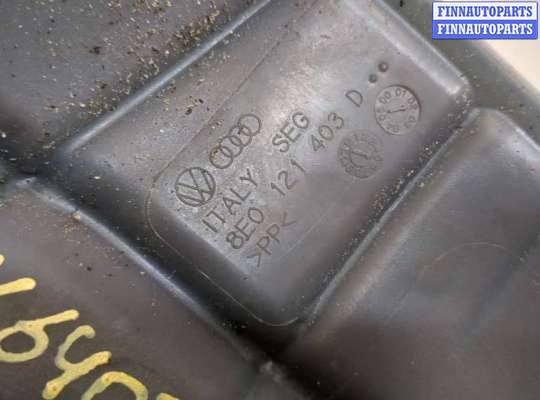 FINNAUTOPARTS
FINNAUTOPARTS
ITALY SEG
8E0 121 403 D
>PP<